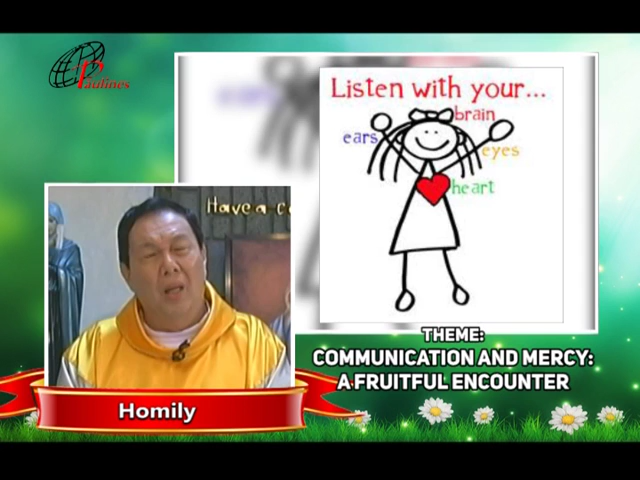 Paulines
Listen with your...
brain
ears
eyes
heart
Have a c
THEME:
COMMUNICATION AND MERCY:
A FRUITFUL ENCOUNTER
Homily